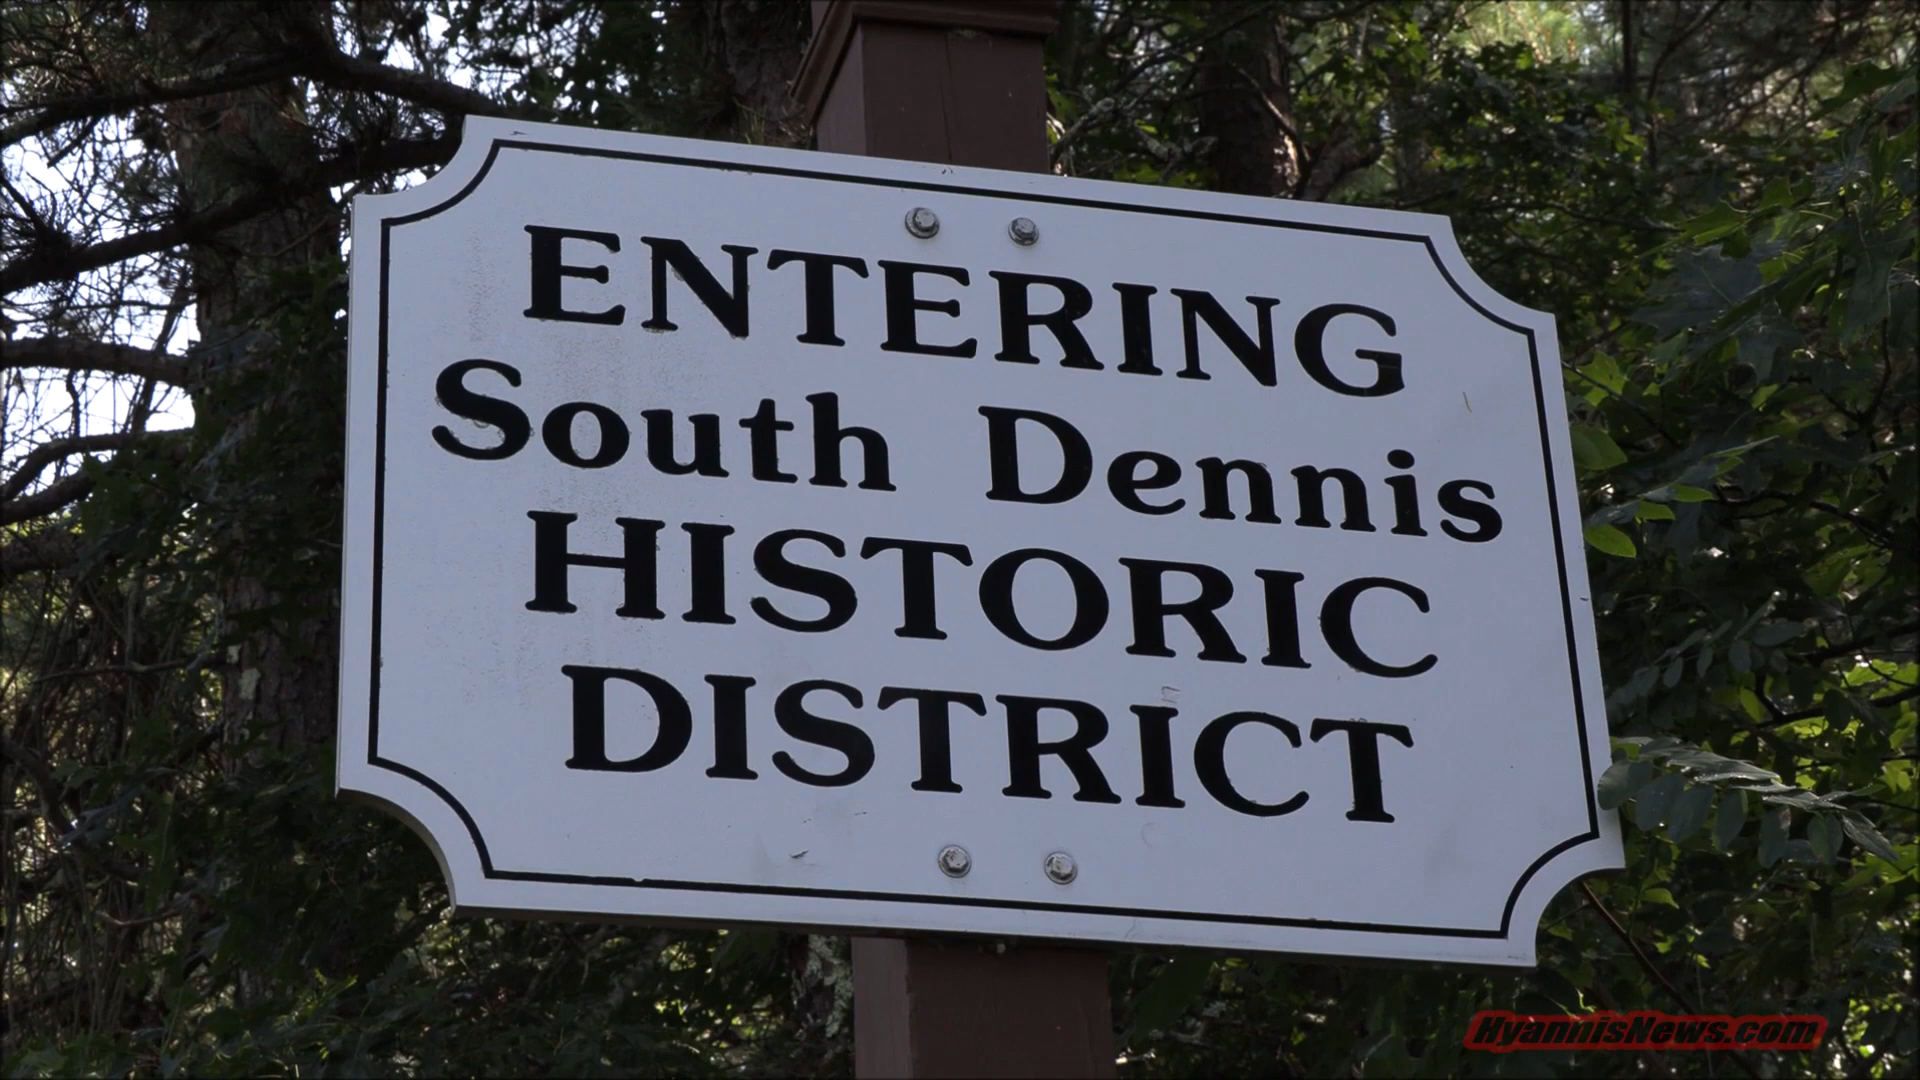 ENTERING
South Dennis
HISTORIC
DISTRICT
HyannisNews.com